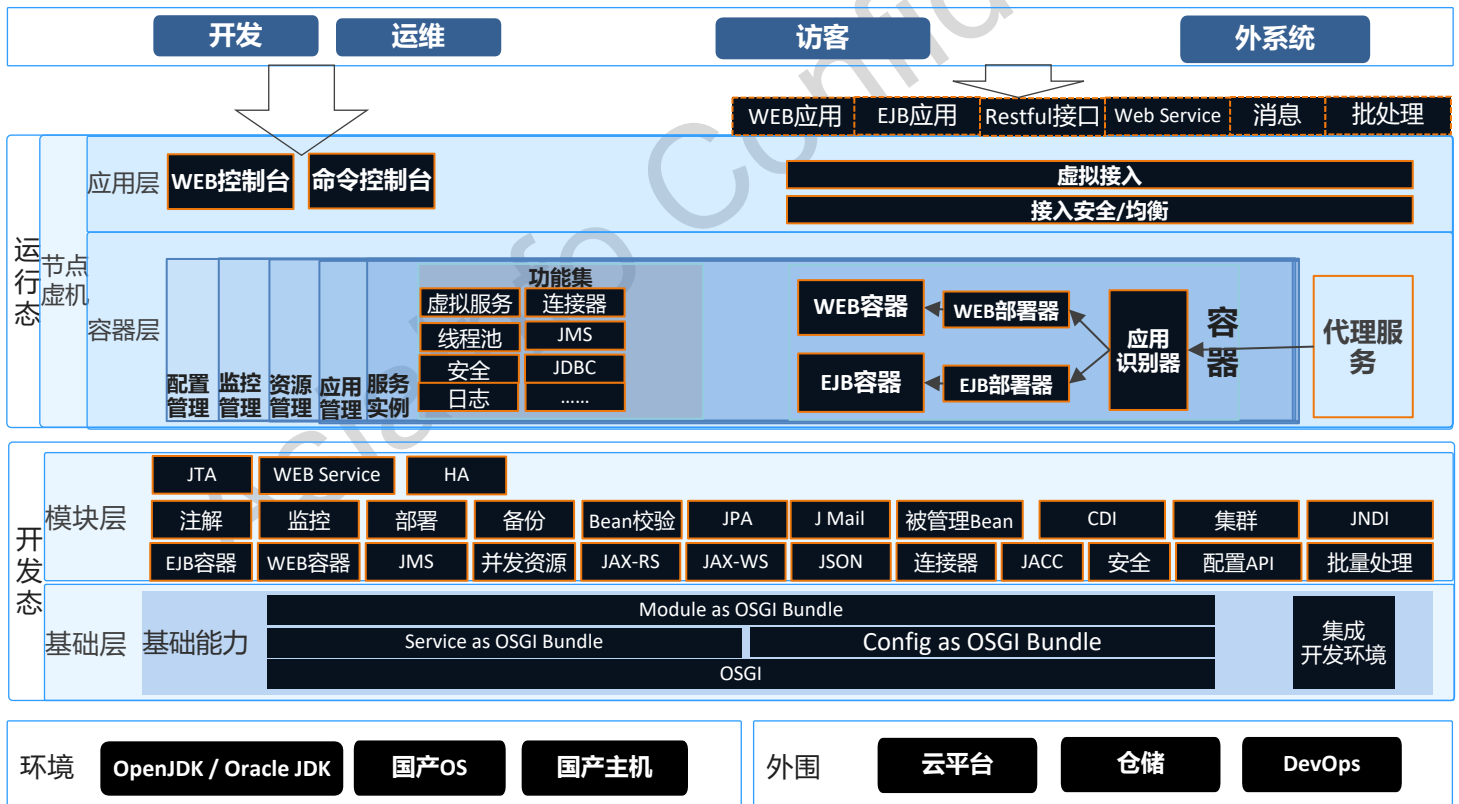 开发
运维
访客
外系统
WEB应用
EJB应用
Restful接口
Web Service
消息
批处理
运行态
节点
虚机
应用层
WEB控制台
命令控制台
虚拟接入
接入安全/均衡
容器层
配置
管理
监控
管理
资源
管理
应用
管理
服务
实例
功能集
虚拟服务
连接器
线程池
JMS
安全
JDBC
日志
……
WEB容器
WEB部署器
EJB容器
EJB部署器
应用
识别器
容器
代理服
务
开发态
模块层
JTA
WEB Service
HA
注解
监控
部署
备份
Bean校验
JPA
J Mail
被管理Bean
CDI
集群
JNDI
EJB容器
WEB容器
JMS
并发资源
JAX-RS
JAX-WS
JSON
连接器
JACC
安全
配置API
批量处理
基础层
基础能力
Module as OSGI Bundle
Service as OSGI Bundle
Config as OSGI Bundle
OSGI
集成
开发环境
环境
OpenJDK / Oracle JDK
国产OS
国产主机
外围
云平台
仓储
DevOps